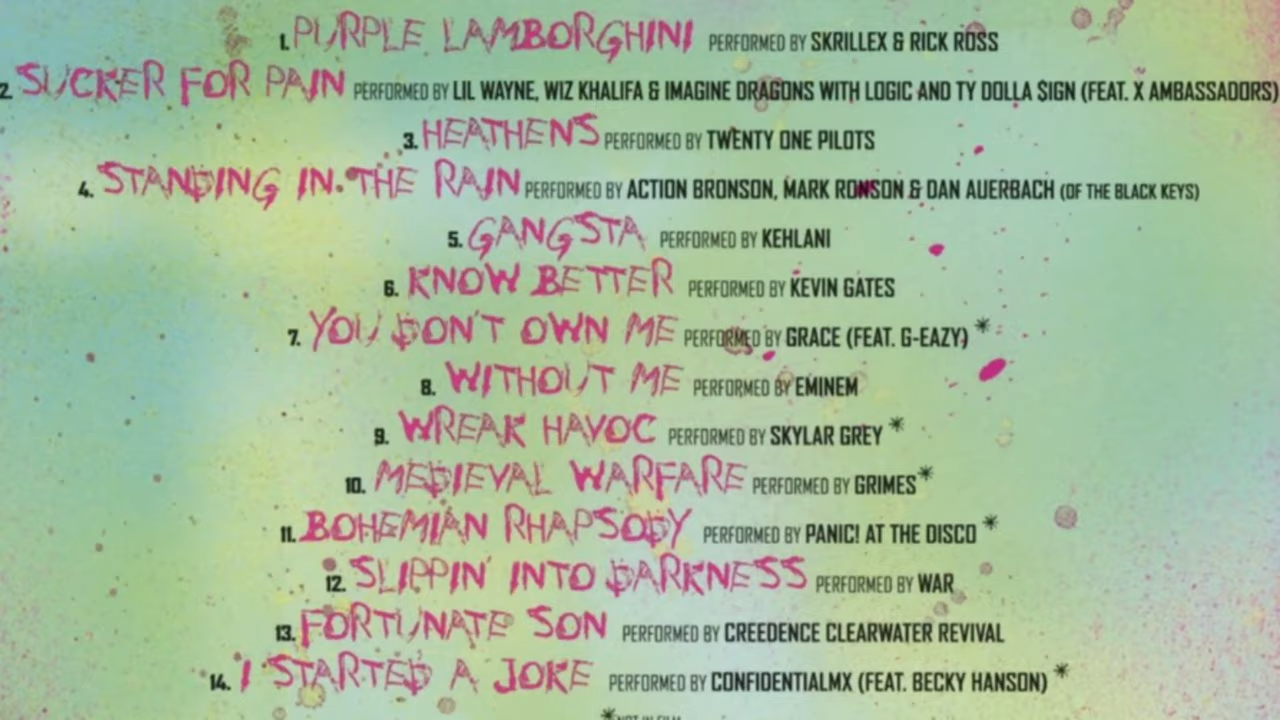 1. PURPLE LAMBORGHINI PERFORMED BY SKRILLEX & RICK ROSS
2. SUCKER FOR PAIN PERFORMED BY LIL WAYNE, WIZ KHALIFA & IMAGINE DRAGONS WITH LOGIC AND TY DOLLA $IGN (FEAT. X AMBASSADORS)
3. HEATHENS PERFORMED BY TWENTY ONE PILOTS
4. STANDING IN THE RAIN PERFORMED BY ACTION BRONSON, MARK RONSON & DAN AUERBACH (OF THE BLACK KEYS)
5. GANGSTA PERFORMED BY KEHLANI
6. KNOW BETTER PERFORMED BY KEVIN GATES
7. YOU DON'T OWN ME PERFORMED BY GRACE (FEAT. G-EAZY) *
8. WITHOUT ME PERFORMED BY EMINEM
9. WREAK HAVOC PERFORMED BY SKYLAR GREY *
10. MEDIEVAL WARFARE PERFORMED BY GRIMES *
11. BOHEMIAN RHAPSODY PERFORMED BY PANIC! AT THE DISCO *
12. SLIPPIN' INTO DARKNESS PERFORMED BY WAR
13. FORTUNATE SON PERFORMED BY CREEDENCE CLEARWATER REVIVAL
14. I STARTED A JOKE PERFORMED BY CONFIDENTIALMX (FEAT. BECKY HANSON) *
*NOT IN FILM